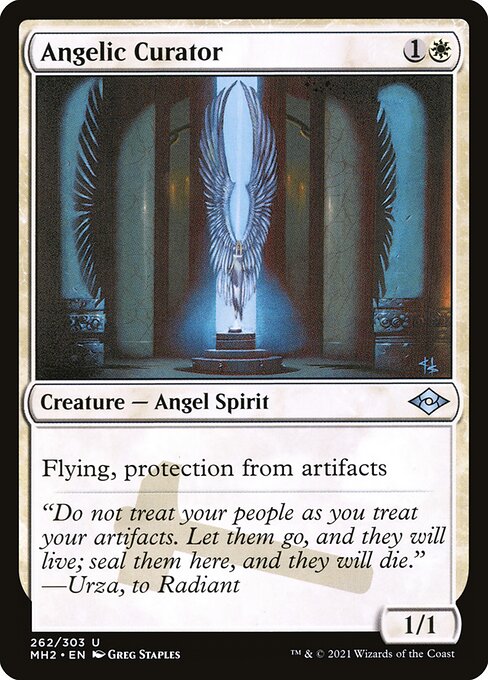 Angelic Curator 1
Creature — Angel Spirit
Flying, protection from artifacts
“Do not treat your people as you treat
your artifacts. Let them go, and they will
live; seal them here, and they will die.”
—Urza, to Radiant
1/1
262/303 U
MH2 • EN Greg Staples ™ & © 2021 Wizards of the Coast